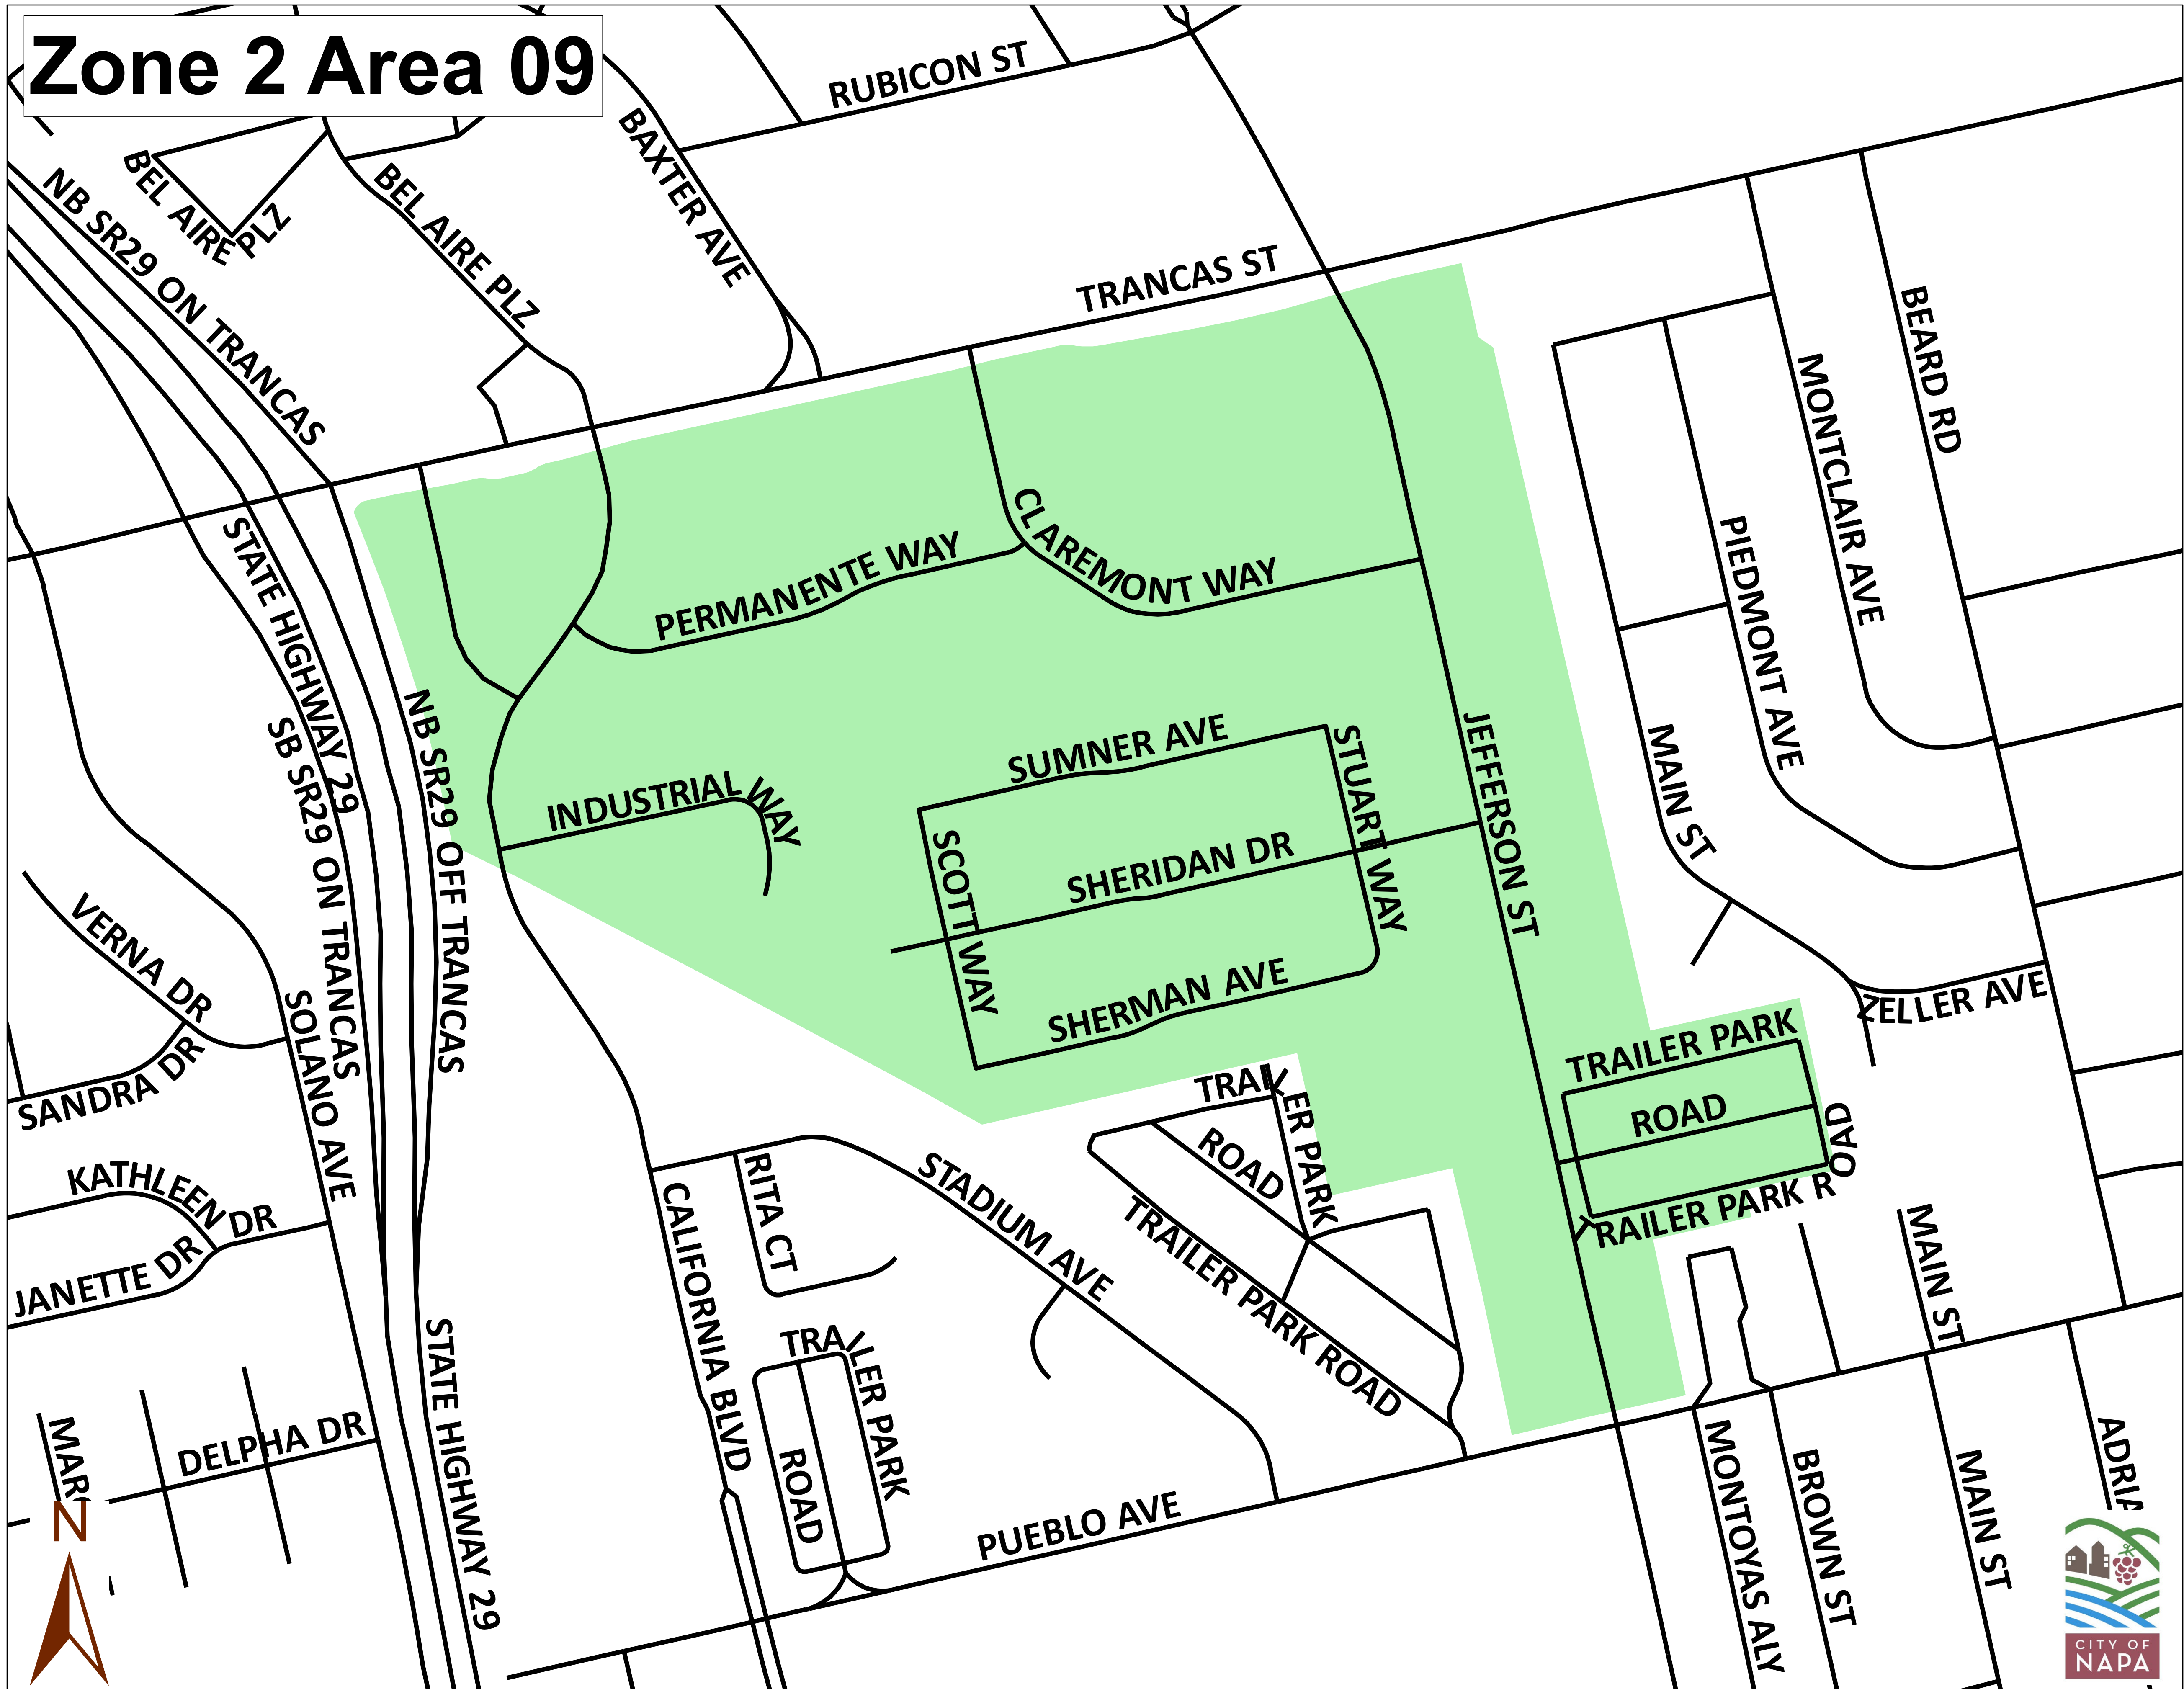 Zone 2 Area 09
RUBICON ST
BAXTER AVE
BEL AIRE PLZ
BEL AIRE PLZ
NB SR29 ON TRANCAS
TRANCAS ST
BEARD RD
MONTCLAIR AVE
PIEDMONT AVE
CLAREMONT WAY
PERMANENTE WAY
STATE HIGHWAY 29
SB SR29 ON TRANCAS
NB SR29 OFF TRANCAS
SUMNER AVE
STUART WAY
JEFFERSON ST
MAIN ST
INDUSTRIAL WAY
SCOTT WAY
SHERIDAN DR
SHERMAN AVE
VERNA DR
SANDRA DR
SOLANO AVE
ZELLER AVE
TRAILER PARK
ROAD
TRAILER PARK ROAD
TRAILER PARK
ROAD
TRAILER PARK ROAD
KATHLEEN DR
JANETTE DR
RITA CT
STADIUM AVE
CALIFORNIA BLVD
MAIN ST
STATE HIGHWAY 29
TRAILER PARK
ROAD
DELPHA DR
PUEBLO AVE
MONTOYAS ALY
BROWN ST
MAIN ST
N
CITY OF
NAPA